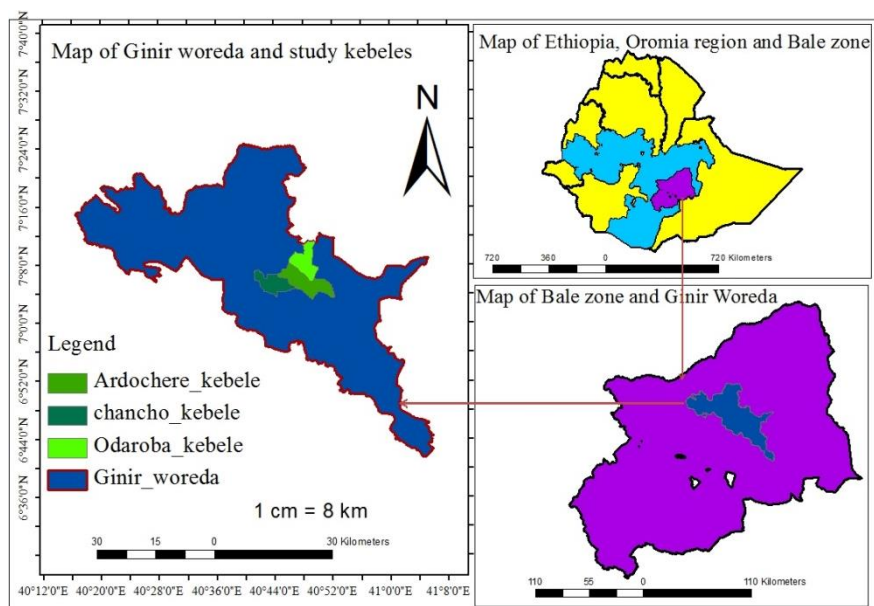 Map of Ginir woreda and study kebeles
N
7°40'0"N
7°32'0"N
7°24'0"N
7°16'0"N
7°8'0"N
7°0'0"N
6°52'0"N
6°44'0"N
6°36'0"N
Legend
Ardochere_kebele
chancho_kebele
Odaroba_kebele
Ginir_woreda
1 cm = 8 km
30 15 0 30 Kilometers
40°12'0"E 40°20'0"E 40°28'0"E 40°36'0"E 40°44'0"E 40°52'0"E 41°0'0"E 41°8'0"E
Map of Ethiopia, Oromia region and Bale zone
720 360 0 720 Kilometers
Map of Bale zone and Ginir Woreda
110 55 0 110 Kilometers